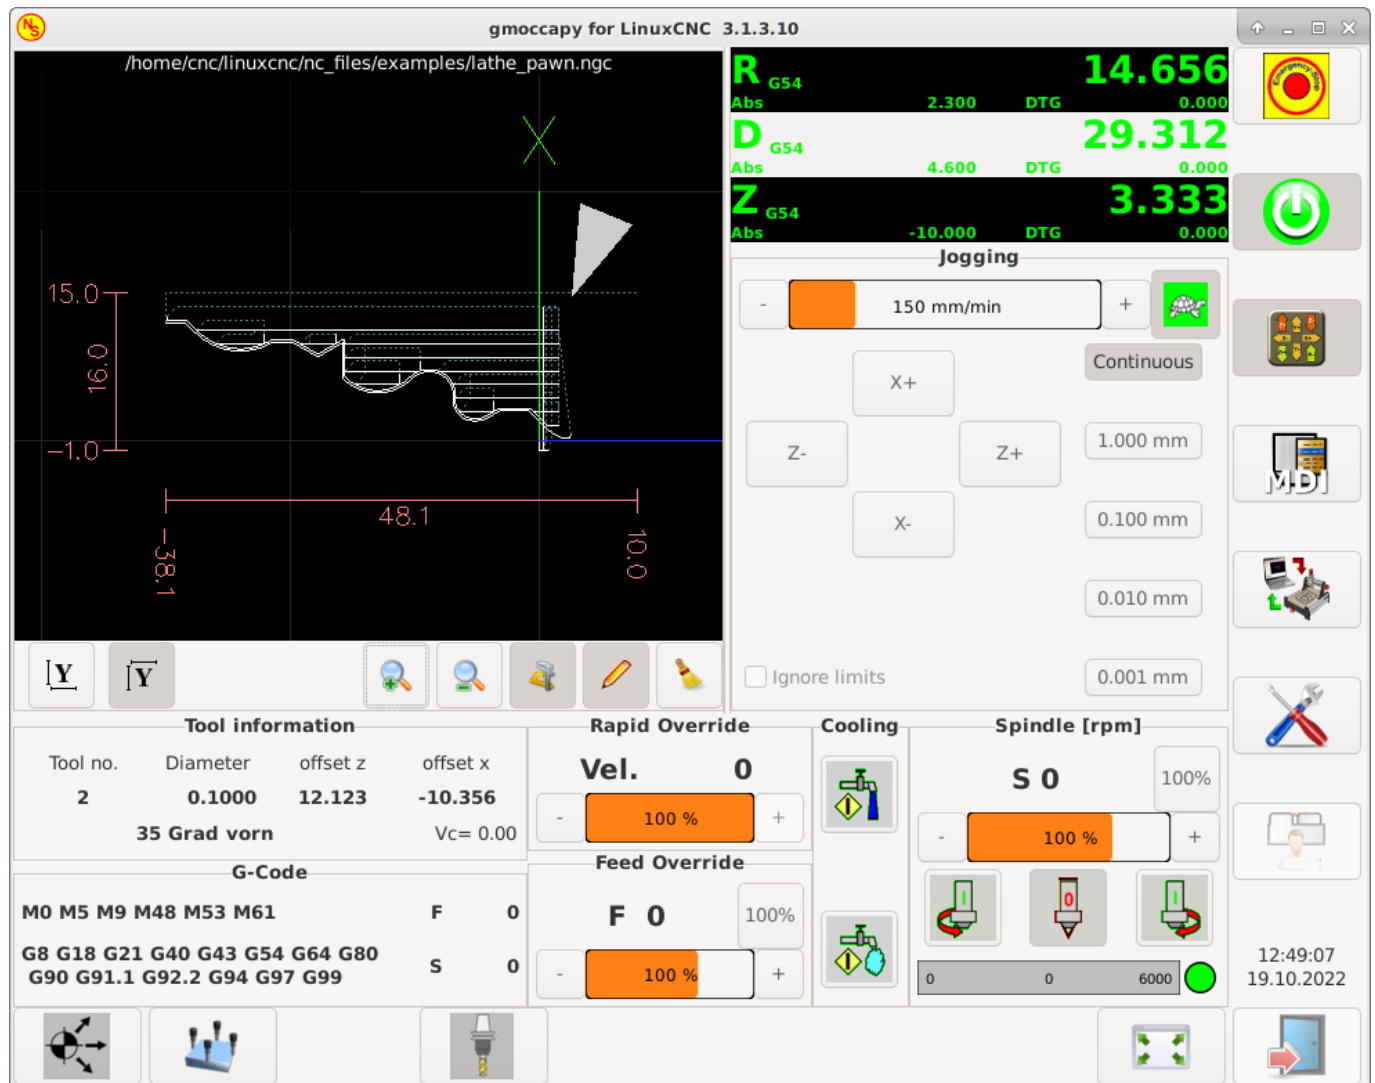 NS
gmoccapy for LinuxCNC 3.1.3.10
/home/cnc/linuxcnc/nc_files/examples/lathe_pawn.ngc
15.0
16.0
-1.0
48.1
-38.1
10.0
Y
Y
R G54 14.656
Abs 2.300 DTG 0.000
D G54 29.312
Abs 4.600 DTG 0.000
Z G54 3.333
Abs -10.000 DTG 0.000
Jogging
- 150 mm/min +
Continuous
X+
Z- Z+
X-
1.000 mm
0.100 mm
0.010 mm
0.001 mm
Ignore limits
Emergency-Stop
MDI
Tool information
Tool no. Diameter offset z offset x
2 0.1000 12.123 -10.356
35 Grad vorn Vc= 0.00
G-Code
M0 M5 M9 M48 M53 M61 F 0
G8 G18 G21 G40 G43 G54 G64 G80
G90 G91.1 G92.2 G94 G97 G99
S 0
Rapid Override
Vel. 0
- 100 % +
Feed Override
F 0 100%
- 100 % +
Cooling
Spindle [rpm]
S 0 100%
- 100 % +
I 0 I
0 0 6000
12:49:07
19.10.2022